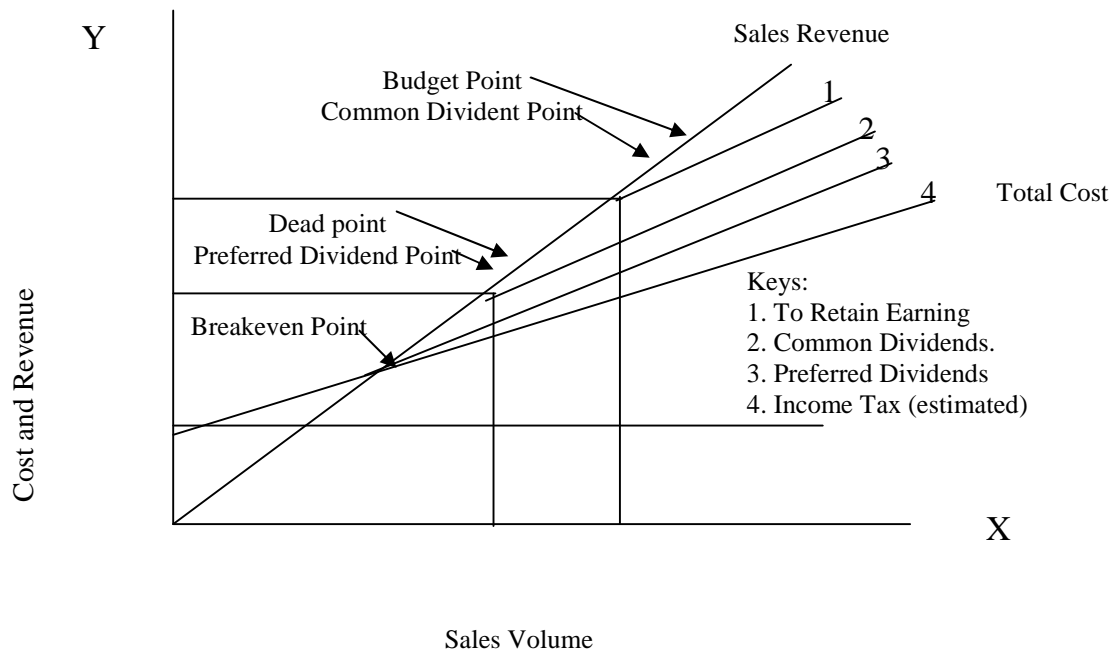 Y
Sales Revenue
Budget Point
Common Divident Point
1
2
3
4
Total Cost
Dead point
Preferred Dividend Point
Breakeven Point
Keys:
1. To Retain Earning
2. Common Dividends.
3. Preferred Dividends
4. Income Tax (estimated)
Cost and Revenue
X
Sales Volume